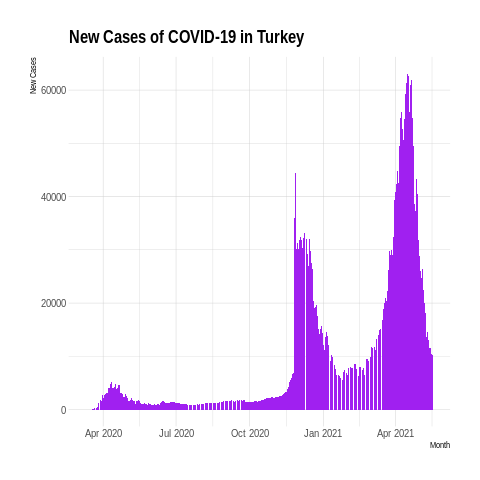 New Cases of COVID-19 in Turkey
New Cases
60000
40000
20000
0
Apr 2020 Jul 2020 Oct 2020 Jan 2021 Apr 2021
Month